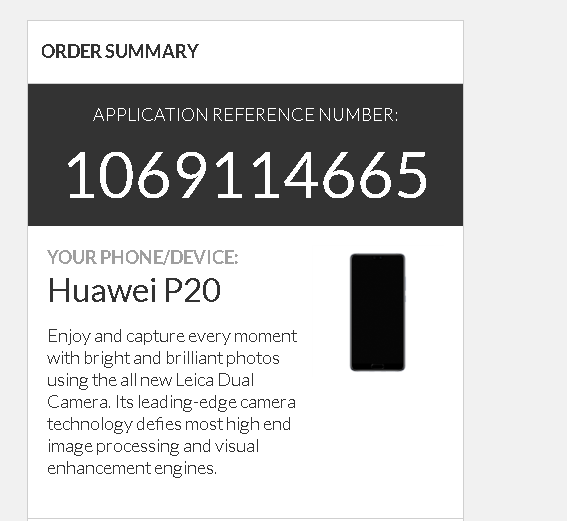 ORDER SUMMARY
APPLICATION REFERENCE NUMBER:
1069114665
YOUR PHONE/DEVICE:
Huawei P20
Enjoy and capture every moment
with bright and brilliant photos
using the all new Leica Dual
Camera. Its leading-edge camera
technology defies most high end
image processing and visual
enhancement engines.